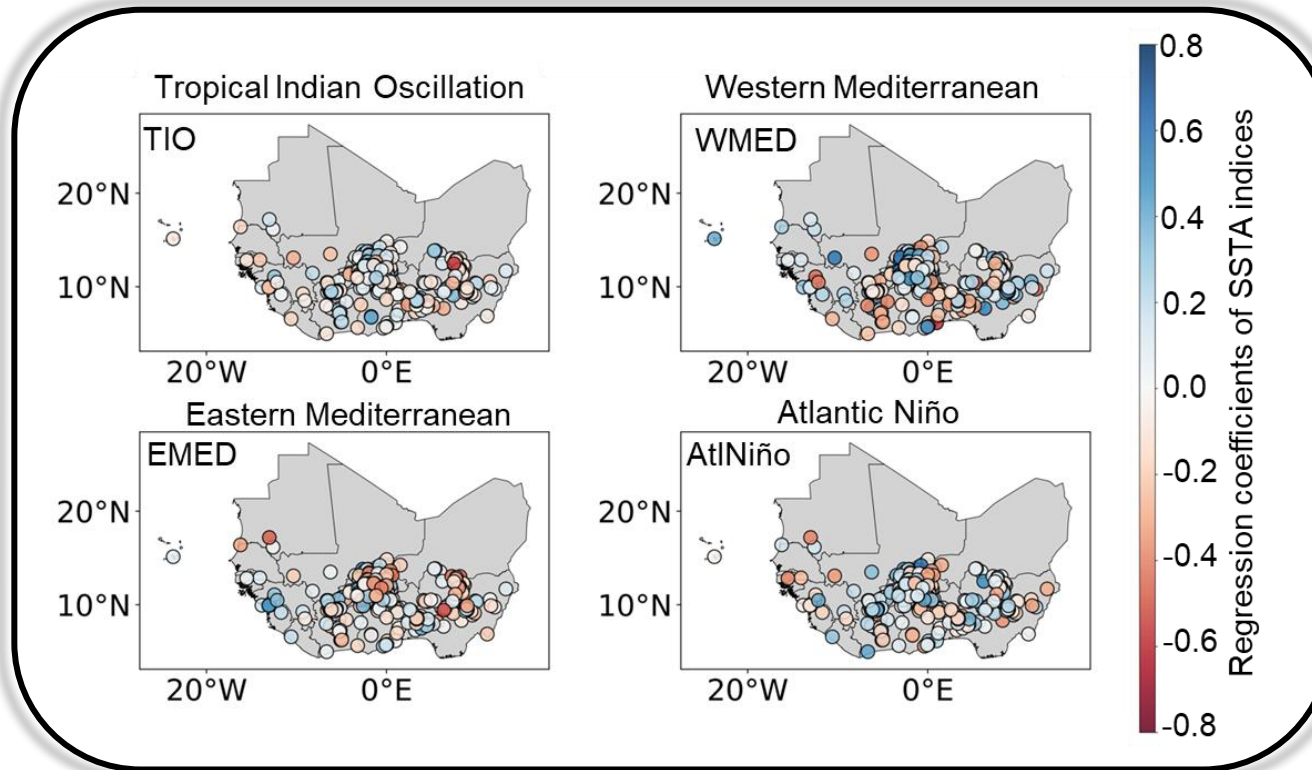 Tropical Indian Oscillation
TIO
20°N
10°N
20°W 0°E
Western Mediterranean
WMED
20°N
10°N
20°W 0°E
Eastern Mediterranean
EMED
20°N
10°N
20°W 0°E
Atlantic Niño
AtlNiño
20°N
10°N
20°W 0°E
0.8
0.6
0.4
0.2
0.0
-0.2
-0.4
-0.6
-0.8
Regression coefficients of SSTA indices